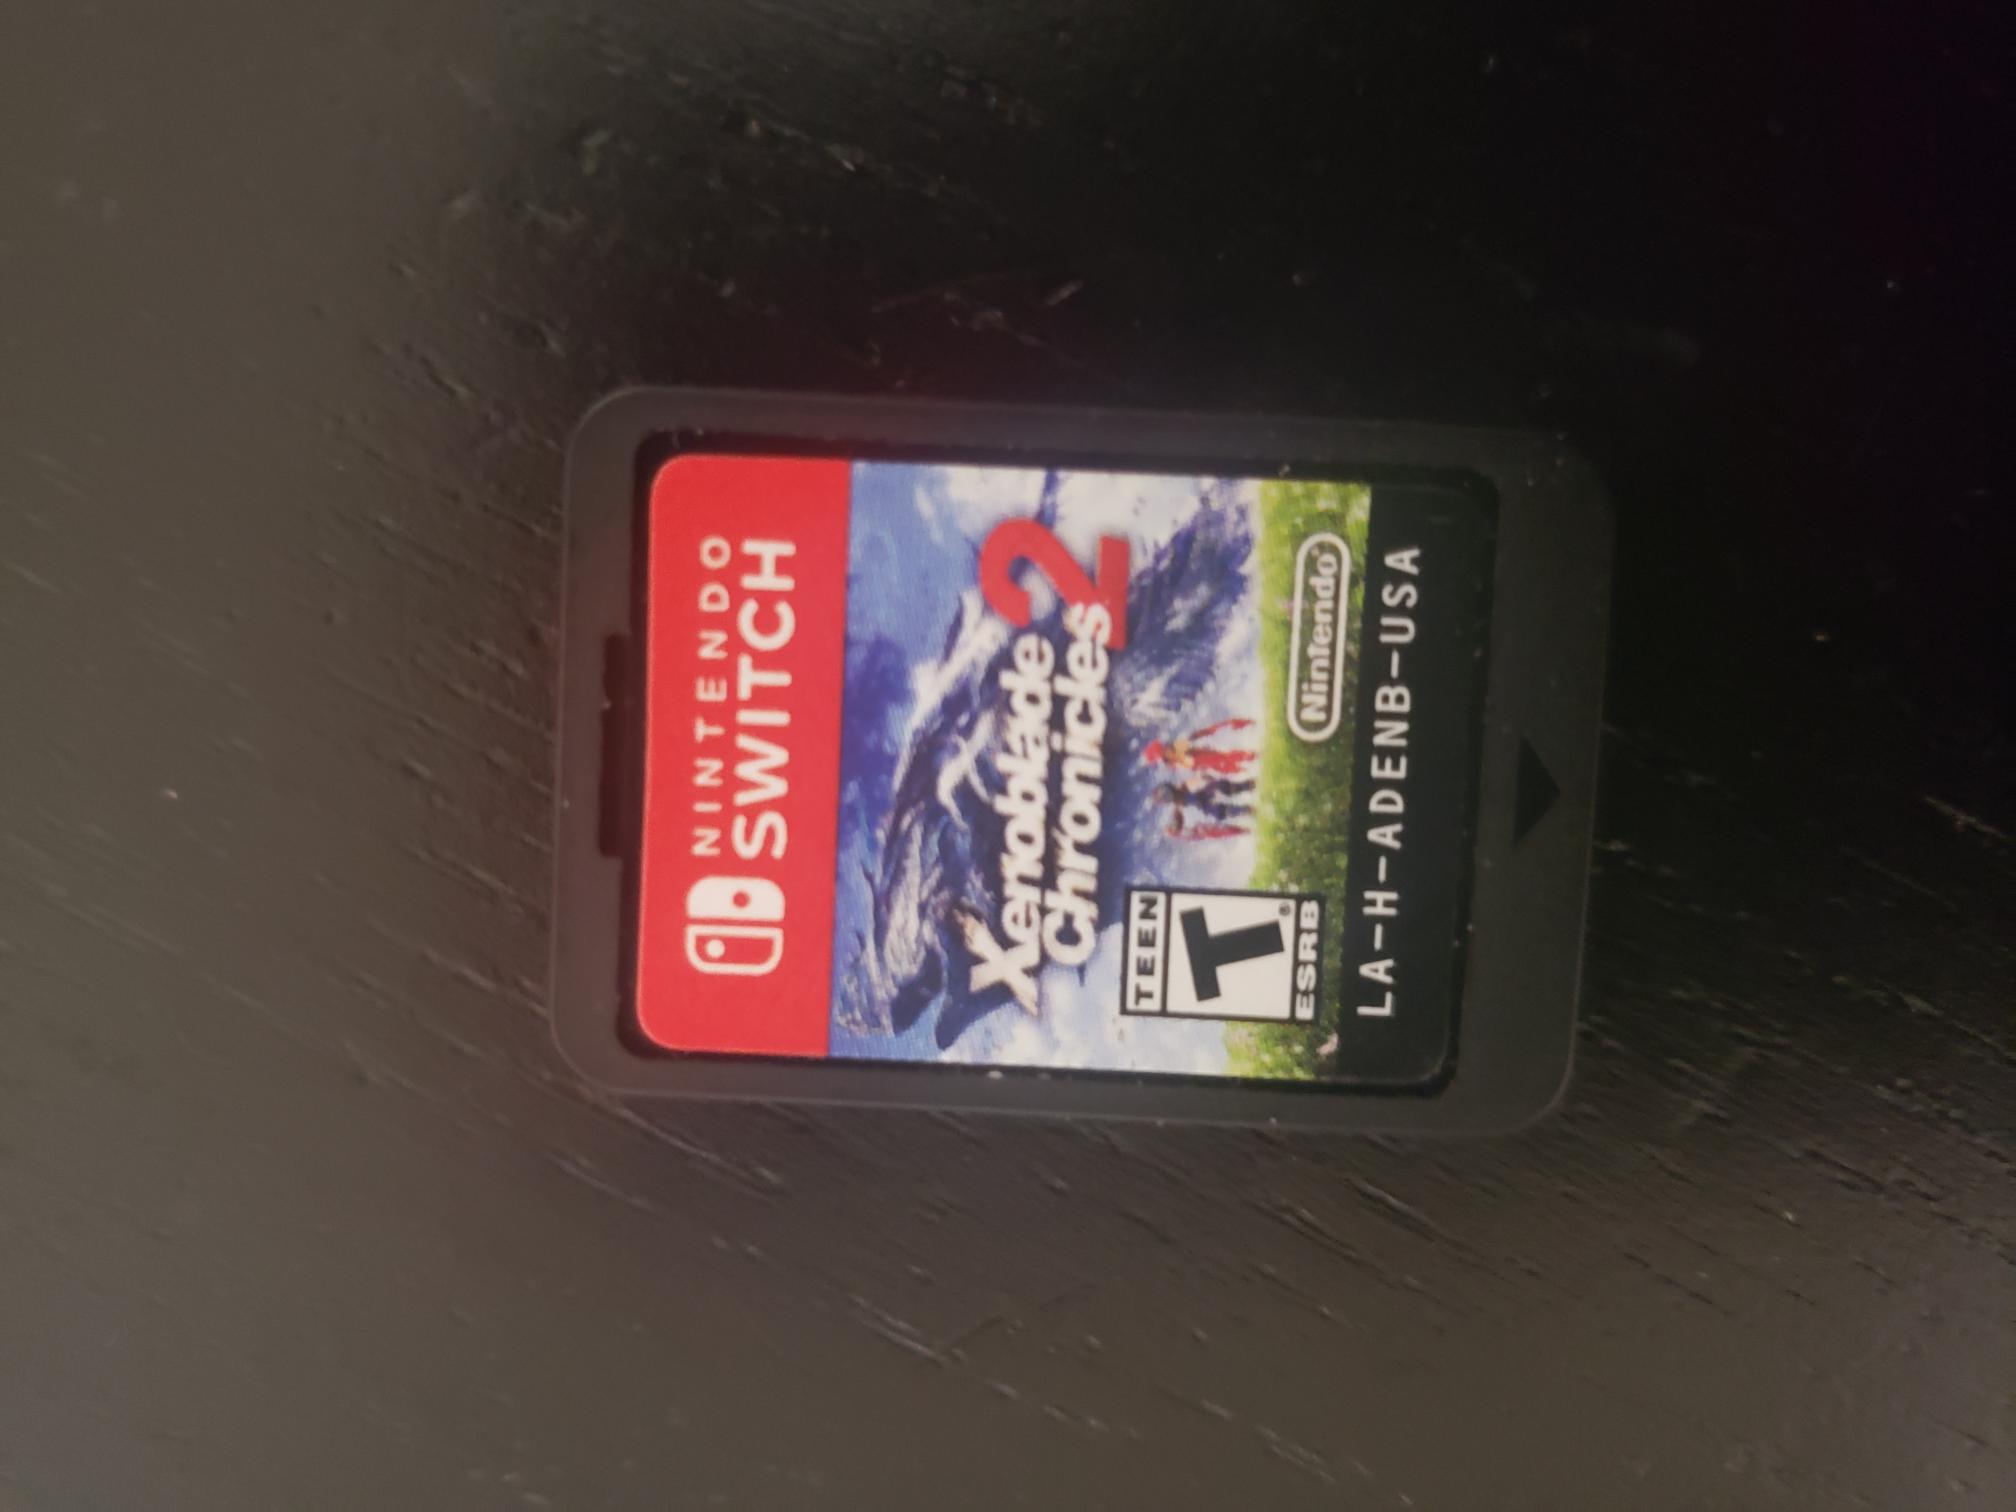 NINTENDO
SWITCH
Xenoblade
Chronicles 2
TEEN
T
ESRB
Nintendo
LA-H-ADENB-USA